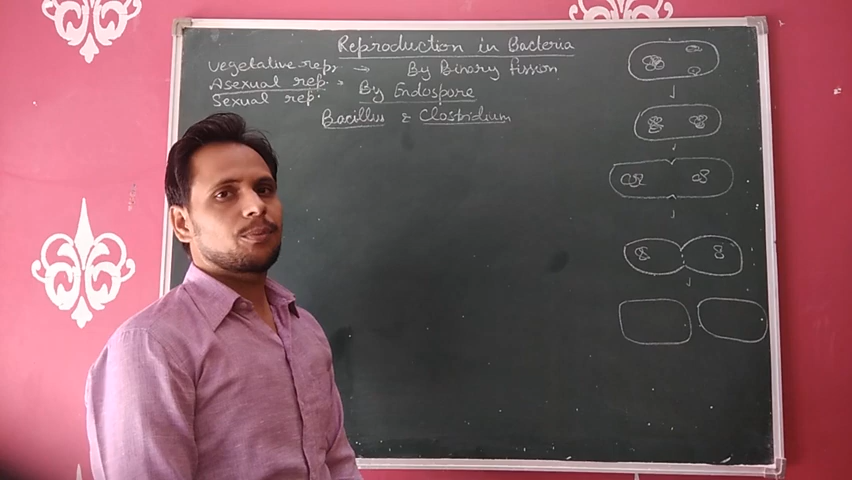 Reproduction in Bacteria
Vegetative rep. → By Binary fission
Asexual rep. → By Endospore
Sexual rep.
Bacillus & Clostridium